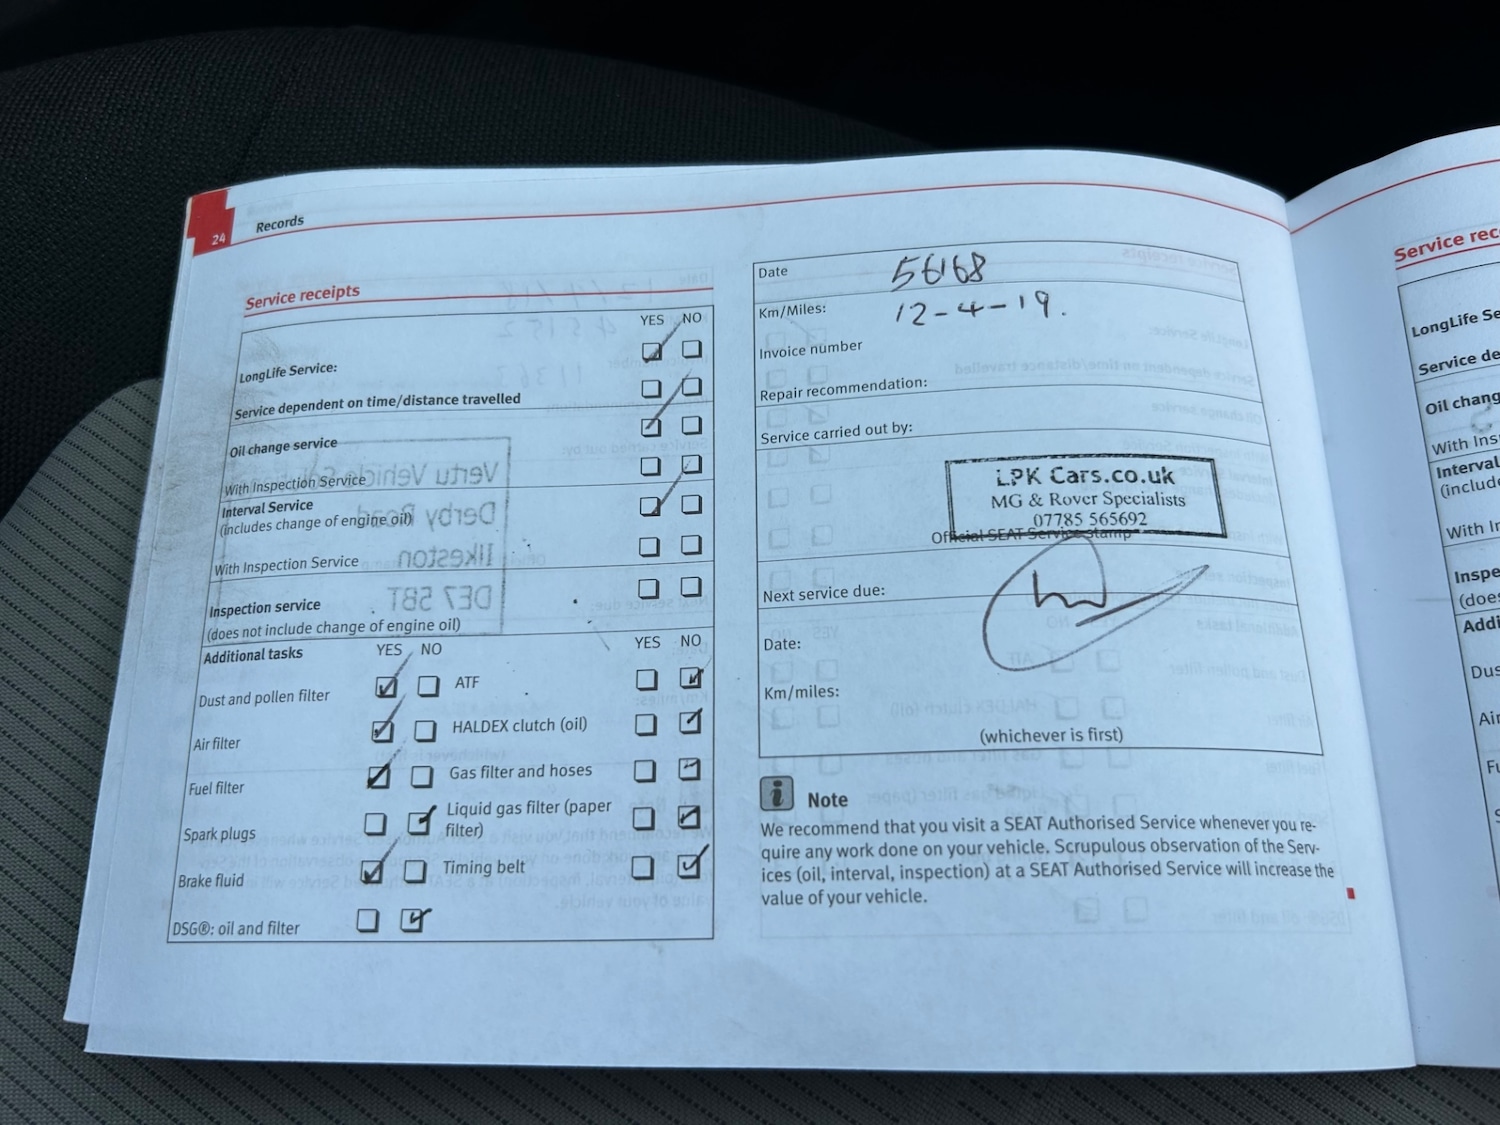 24
Records
Service receipts
YES NO
LongLife Service:
Service dependent on time/distance travelled
Oil change service
With Inspection Service
Interval Service
(includes change of engine oil)
With Inspection Service
Inspection service
(does not include change of engine oil)
Additional tasks
YES NO
YES NO
Dust and pollen filter
ATF
Air filter
HALDEX clutch (oil)
Fuel filter
Gas filter and hoses
Spark plugs
Liquid gas filter (paper
filter)
Brake fluid
Timing belt
DSG®: oil and filter
Date
56168
Km/Miles:
12-4-19.
Invoice number
Repair recommendation:
Service carried out by:
LPK Cars.co.uk
MG & Rover Specialists
07785 565692
Official SEAT Service stamp
Next service due:
Date:
Km/miles:
(whichever is first)
i Note
We recommend that you visit a SEAT Authorised Service whenever you re-
quire any work done on your vehicle. Scrupulous observation of the Serv-
ices (oil, interval, inspection) at a SEAT Authorised Service will increase the
value of your vehicle.
Service rec
LongLife Se
Service de
Oil chang
With Ins
Interval
(include
With In
Inspe
(does
Addi
Dus
Air
Fu